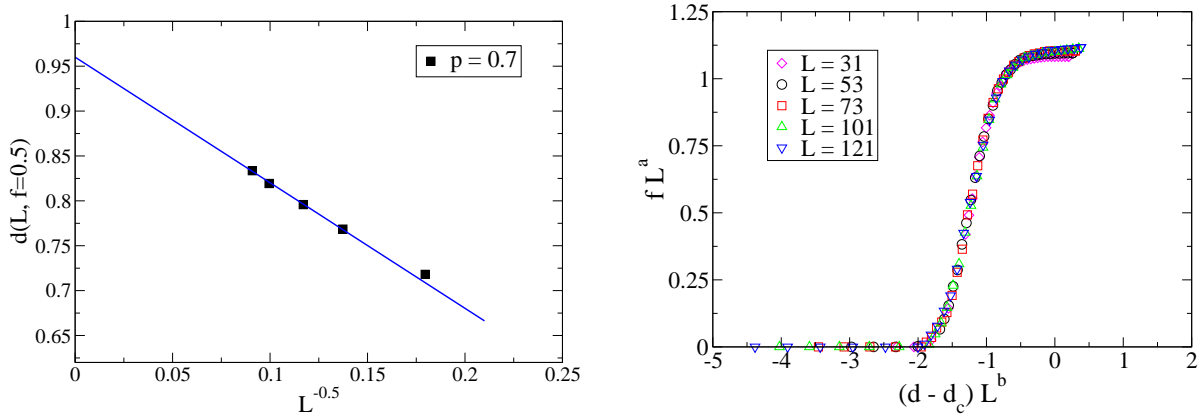 1
0.95
0.9
0.85
0.8
0.75
0.7
0.65
0
0.05
0.1
0.15
0.2
0.25
d(L, f=0.5)
L^-0.5
p = 0.7
1.25
1
0.75
0.5
0.25
0
-5
-4
-3
-2
-1
0
1
2
f L^a
(d - d_c) L^b
L = 31
L = 53
L = 73
L = 101
L = 121